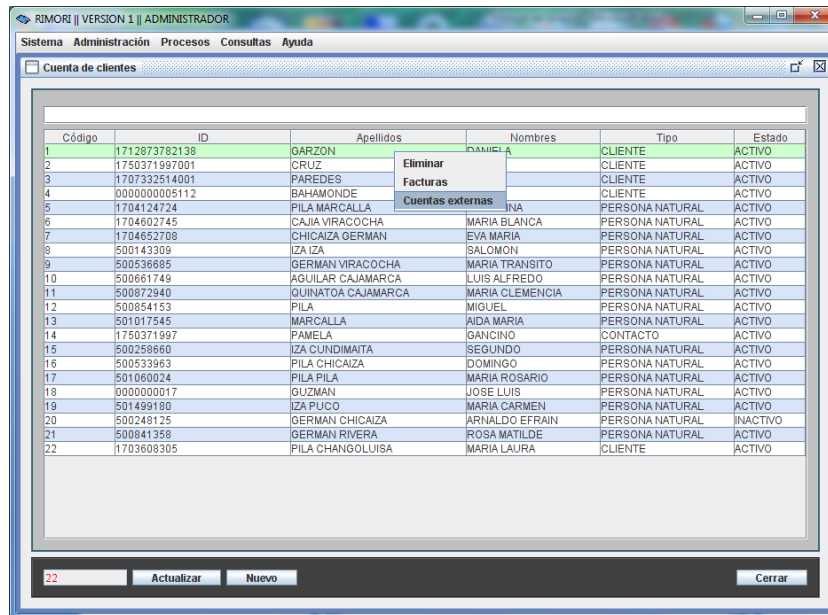 RIMORI || VERSION 1 || ADMINISTRADOR
Sistema Administración Procesos Consultas Ayuda
Cuenta de clientes
Código ID Apellidos Nombres Tipo Estado
1 1712873782138 GARZON DANIELA CLIENTE ACTIVO
2 1750371997001 CRUZ CLIENTE ACTIVO
3 1707332514001 PAREDES CLIENTE ACTIVO
4 0000000005112 BAHAMONDE CLIENTE ACTIVO
5 1704124724 PILA MARCALLA INA PERSONA NATURAL ACTIVO
Eliminar
Facturas
Cuentas externas
6 1704602745 CAJIA VIRACOCHA MARIA BLANCA PERSONA NATURAL ACTIVO
7 1704652708 CHICAIZA GERMAN EVA MARIA PERSONA NATURAL ACTIVO
8 500143309 IZA IZA SALOMON PERSONA NATURAL ACTIVO
9 500536685 GERMAN VIRACOCHA MARIA TRANSITO PERSONA NATURAL ACTIVO
10 500661749 AGUILAR CAJAMARCA LUIS ALFREDO PERSONA NATURAL ACTIVO
11 500872940 QUINATOA CAJAMARCA MARIA CLEMENCIA PERSONA NATURAL ACTIVO
12 500854153 PILA MIGUEL PERSONA NATURAL ACTIVO
13 501017545 MARCALLA AIDA MARIA PERSONA NATURAL ACTIVO
14 1750371997 PAMELA GANCINO CONTACTO ACTIVO
15 500258660 IZA CUNDIMAITA SEGUNDO PERSONA NATURAL ACTIVO
16 500533963 PILA CHICAIZA DOMINGO PERSONA NATURAL ACTIVO
17 501060024 PILA PILA MARIA ROSARIO PERSONA NATURAL ACTIVO
18 0000000017 GUZMAN JOSE LUIS PERSONA NATURAL ACTIVO
19 501499180 IZA PUCO MARIA CARMEN PERSONA NATURAL ACTIVO
20 500248125 GERMAN CHICAIZA ARNALDO EFRAIN PERSONA NATURAL INACTIVO
21 500841358 GERMAN RIVERA ROSA MATILDE PERSONA NATURAL ACTIVO
22 1703608305 PILA CHANGOLUISA MARIA LAURA CLIENTE ACTIVO
22 Actualizar Nuevo Cerrar